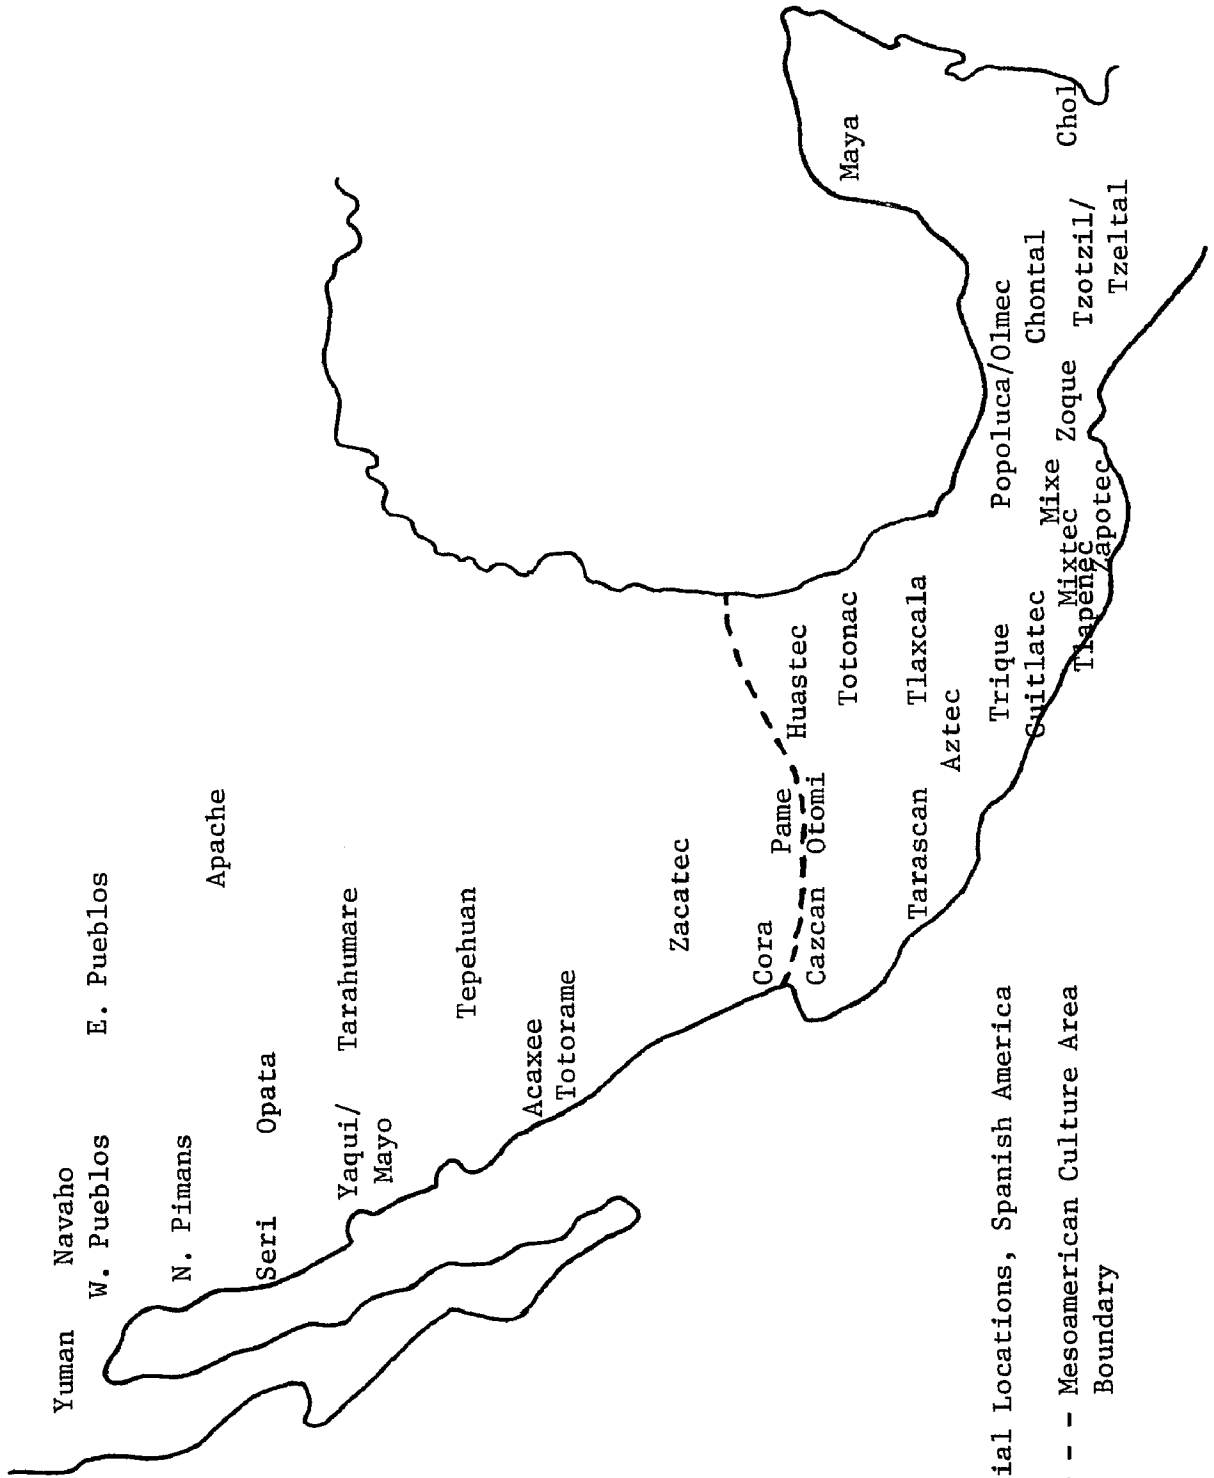 Yuman
Navaho
W. Pueblos
E. Pueblos
N. Pimans
Apache
Seri
Opata
Yaqui/
Mayo
Tarahumare
Tepehuan
Acaxee
Totorame
Zacatec
Cora
Pame
Huastec
Cazcan
Otomi
Totonac
Maya
Tarascan
Tlaxcala
Aztec
Trique
Popoluca/Olmec
Guitlatec
Chontal
Mixe
Mixtec
Zoque
Chol
Tlapenec
Tzotzil/
Tzeltal
Zapotec
ial Locations, Spanish America
- - Mesoamerican Culture Area
Boundary